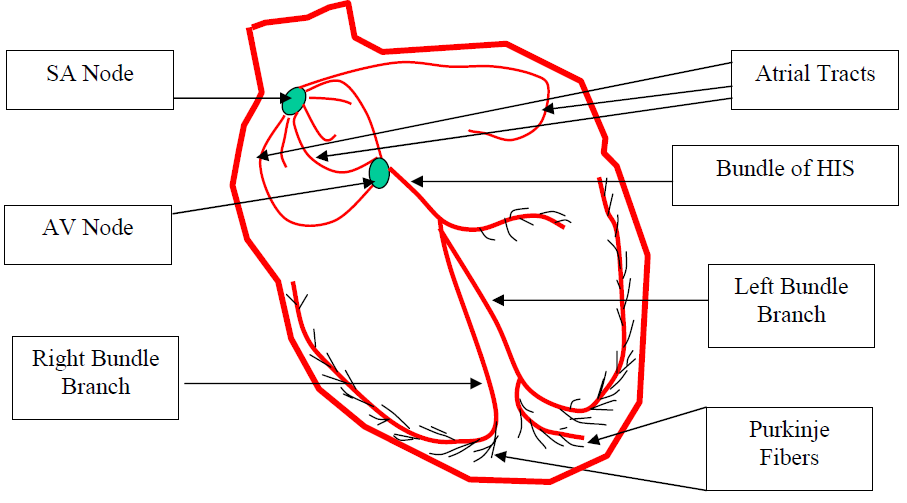 SA Node
Atrial Tracts
Bundle of HIS
AV Node
Left Bundle
Branch
Right Bundle
Branch
Purkinje
Fibers